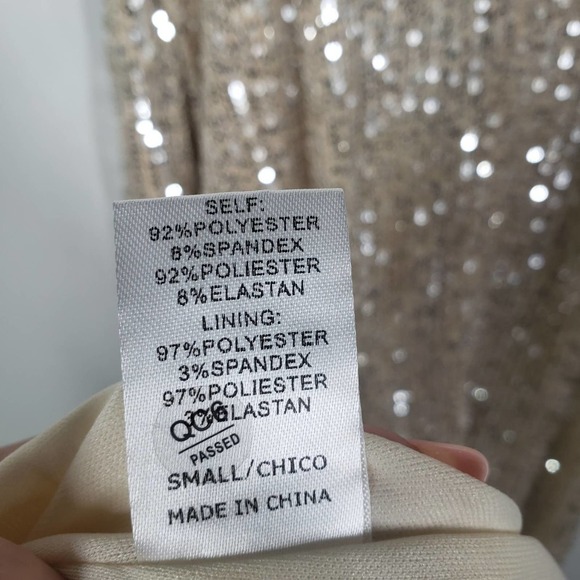 SELF:
92%POLYESTER
8%SPANDEX
92%POLIESTER
8%ELASTAN
LINING:
97%POLYESTER
3%SPANDEX
97%POLIESTER
3%ELASTAN
PASSED
SMALL/CHICO
MADE IN CHINA